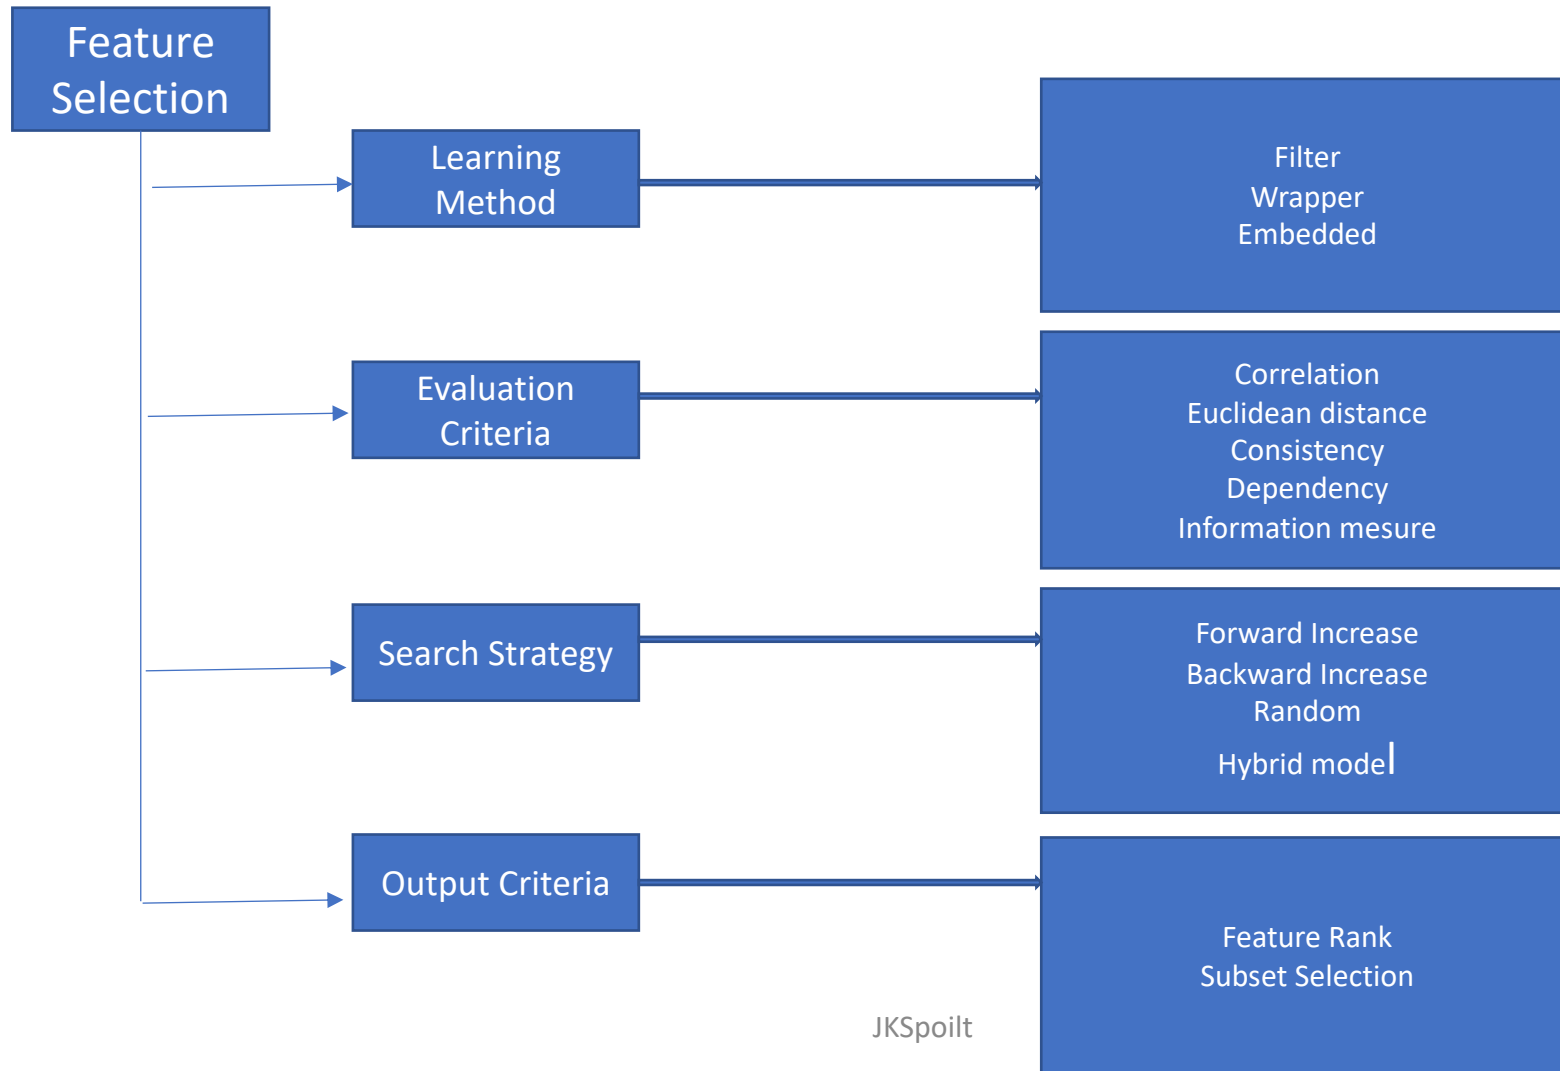 Feature
Selection
Learning
Method
Filter
Wrapper
Embedded
Evaluation
Criteria
Correlation
Euclidean distance
Consistency
Dependency
Information mesure
Search Strategy
Forward Increase
Backward Increase
Random
Hybrid model
Output Criteria
Feature Rank
Subset Selection
JKSpoilt